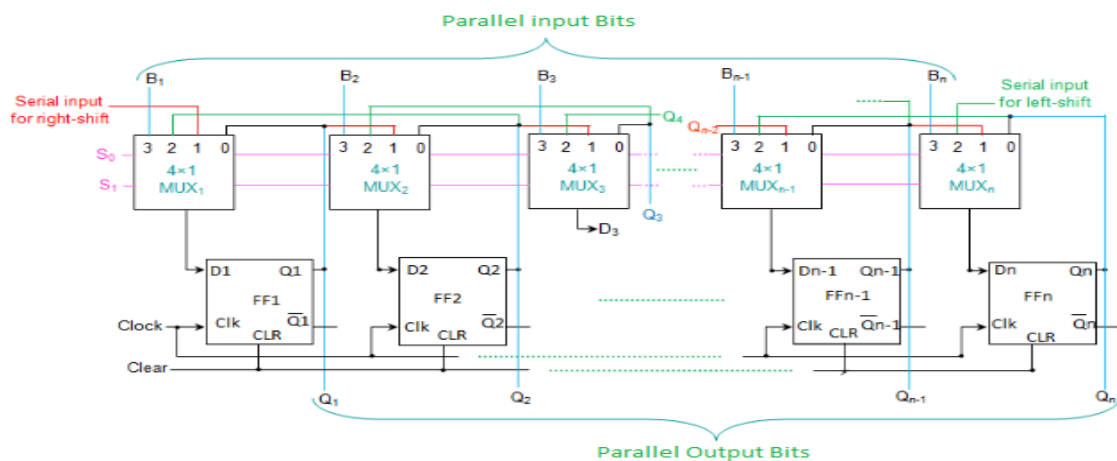 Parallel input Bits
B1 B2 B3 Bn-1 Bn
Serial input
for right-shift
Serial input
for left-shift
Q4 Qn-2
3 2 1 0 3 2 1 0 3 2 1 0 3 2 1 0 3 2 1 0
S0
4×1 4×1 4×1 4×1 4×1
S1
MUX1 MUX2 MUX3 MUXn-1 MUXn
Q3
D3
D1 Q1 D2 Q2 Dn-1 Qn-1 Dn Qn
FF1 FF2 FFn-1 FFn
Clock Clk Q̅1 Clk Q̅2 Clk Q̅n-1 Clk Q̅n
CLR CLR CLR CLR
Clear
Q1 Q2 Qn-1 Qn
Parallel Output Bits